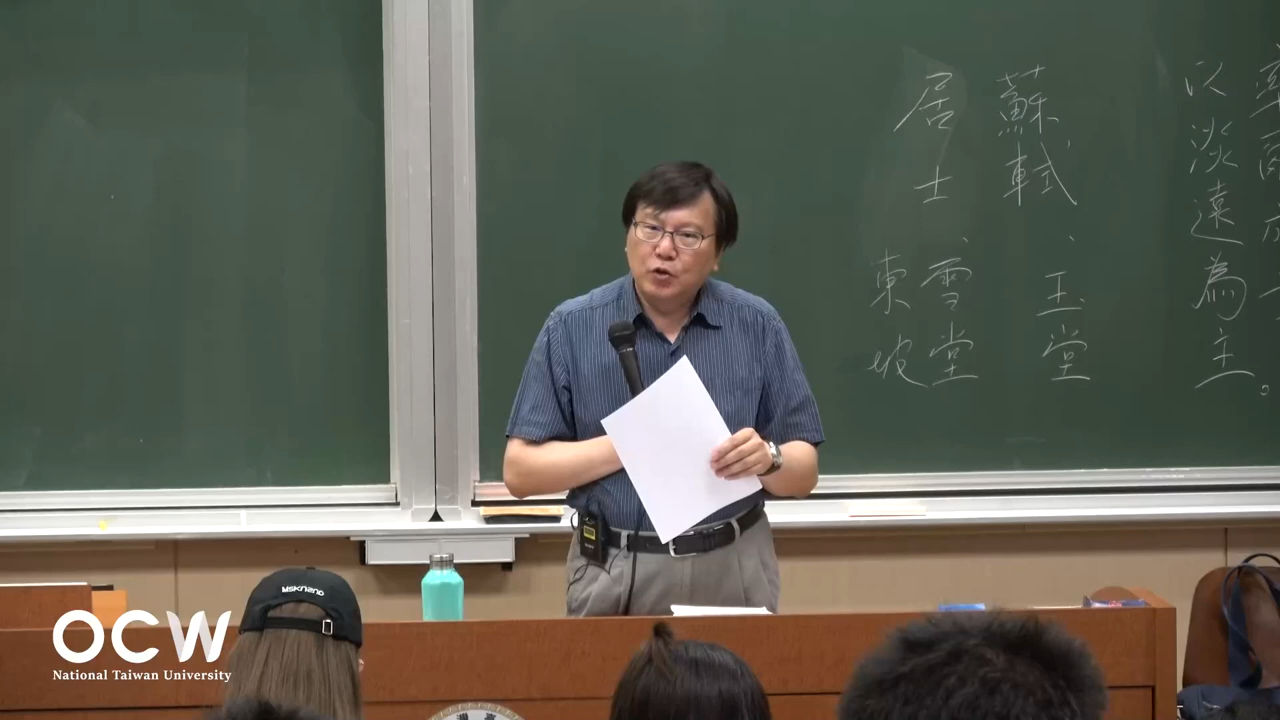 以淡遠為主。
蘇軾、玉堂
居士、雪堂
東坡
MSKN2ND
OCW
National Taiwan University